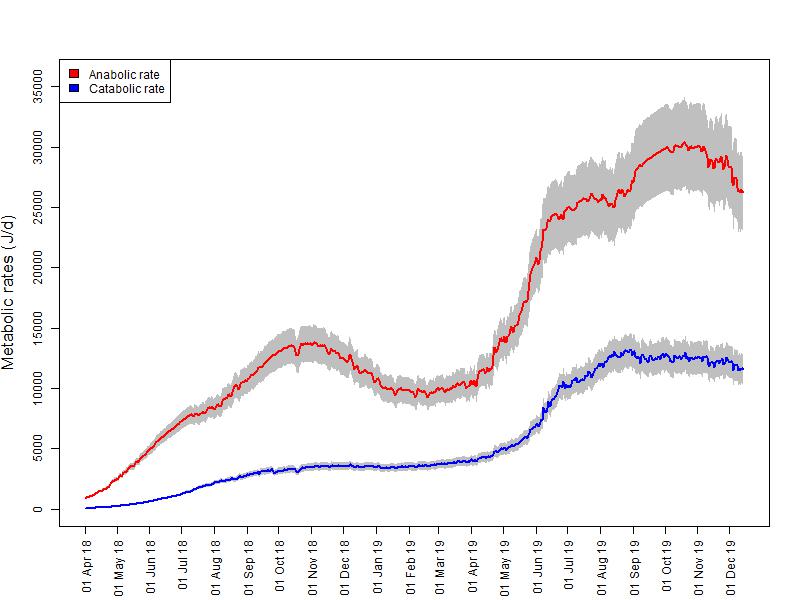 Anabolic rate
Catabolic rate
Metabolic rates (J/d)
35000
30000
25000
20000
15000
10000
5000
0
01 Apr 18
01 May 18
01 Jun 18
01 Jul 18
01 Aug 18
01 Sep 18
01 Oct 18
01 Nov 18
01 Dec 18
01 Jan 19
01 Feb 19
01 Mar 19
01 Apr 19
01 May 19
01 Jun 19
01 Jul 19
01 Aug 19
01 Sep 19
01 Oct 19
01 Nov 19
01 Dec 19